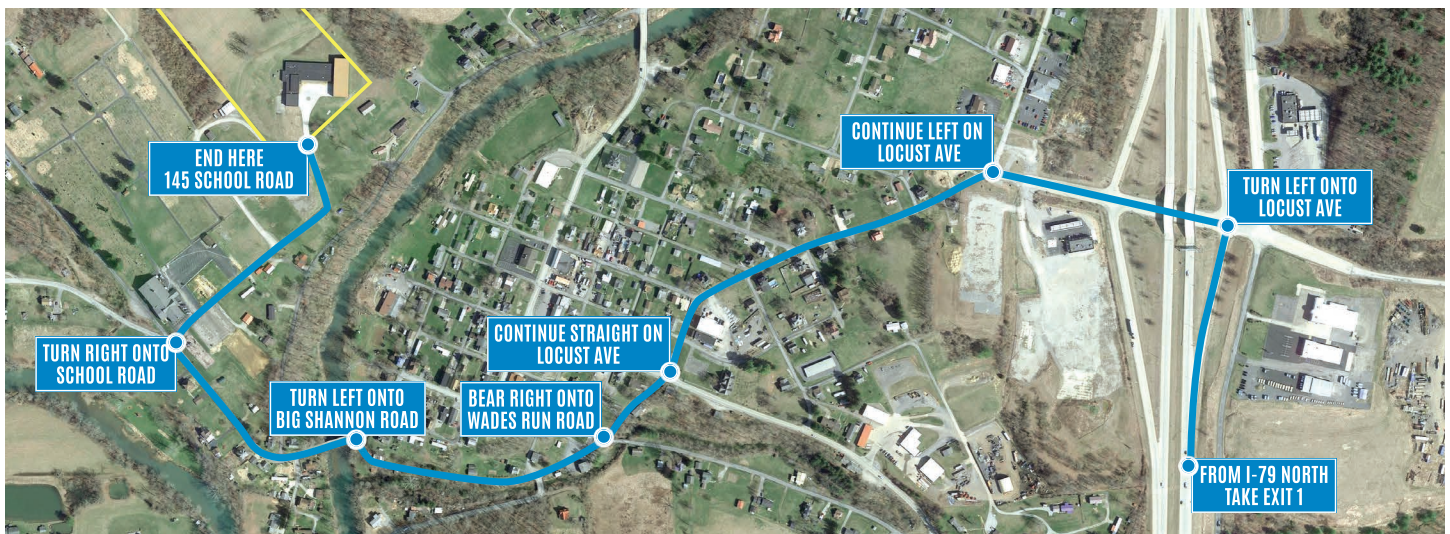 CONTINUE LEFT ON
LOCUST AVE
END HERE
145 SCHOOL ROAD
TURN LEFT ONTO
LOCUST AVE
CONTINUE STRAIGHT ON
LOCUST AVE
TURN RIGHT ONTO
SCHOOL ROAD
TURN LEFT ONTO
BIG SHANNON ROAD
BEAR RIGHT ONTO
WADES RUN ROAD
FROM I-79 NORTH
TAKE EXIT 1